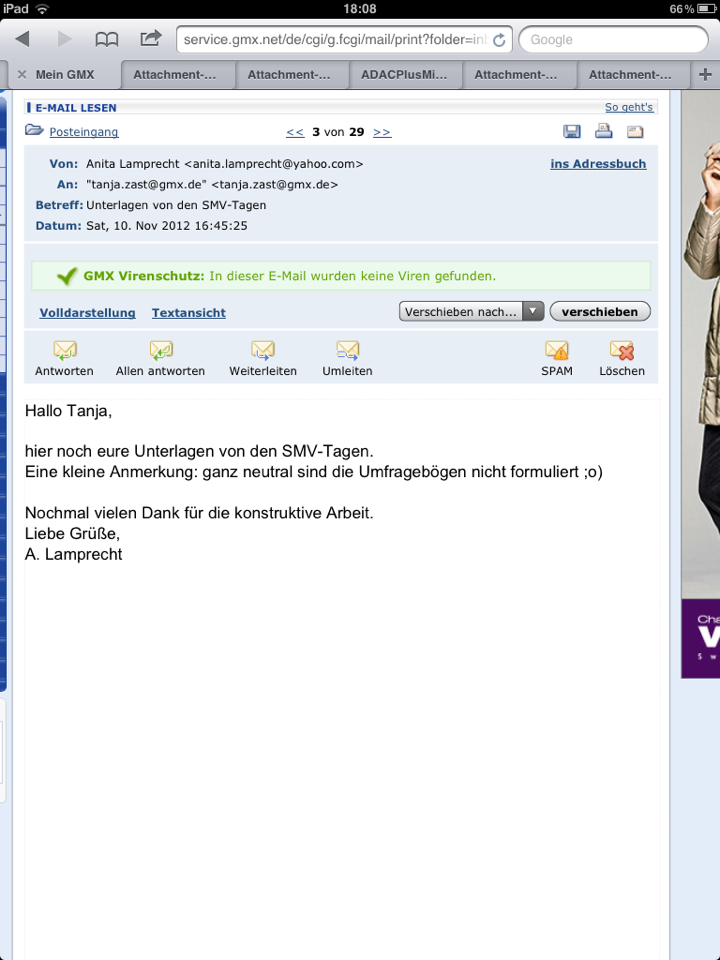 iPad 18:08 66 %
service.gmx.net/de/cgi/g.fcgi/mail/print?folder=in Google
Mein GMX Attachment-... Attachment-... ADACPlusMi... Attachment-... Attachment-...
E-MAIL LESEN So geht's
Posteingang << 3 von 29 >>
Von: Anita Lamprecht <anita.lamprecht@yahoo.com> ins Adressbuch
An: "tanja.zast@gmx.de" <tanja.zast@gmx.de>
Betreff: Unterlagen von den SMV-Tagen
Datum: Sat, 10. Nov 2012 16:45:25
GMX Virenschutz: In dieser E-Mail wurden keine Viren gefunden.
Volldarstellung Textansicht Verschieben nach... verschieben
Antworten Allen antworten Weiterleiten Umleiten SPAM Löschen
Hallo Tanja,
hier noch eure Unterlagen von den SMV-Tagen.
Eine kleine Anmerkung: ganz neutral sind die Umfragebögen nicht formuliert ;o)
Nochmal vielen Dank für die konstruktive Arbeit.
Liebe Grüße,
A. Lamprecht